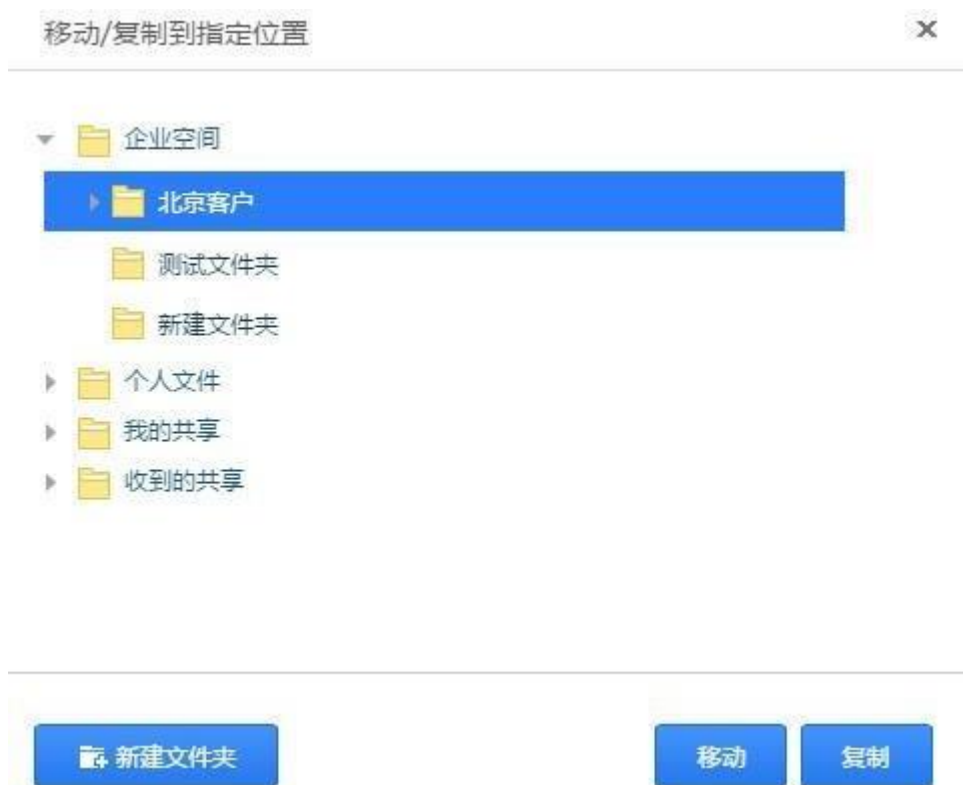 移动/复制到指定位置
企业空间
北京客户
测试文件夹
新建文件夹
个人文件
我的共享
收到的共享
新建文件夹 移动 复制